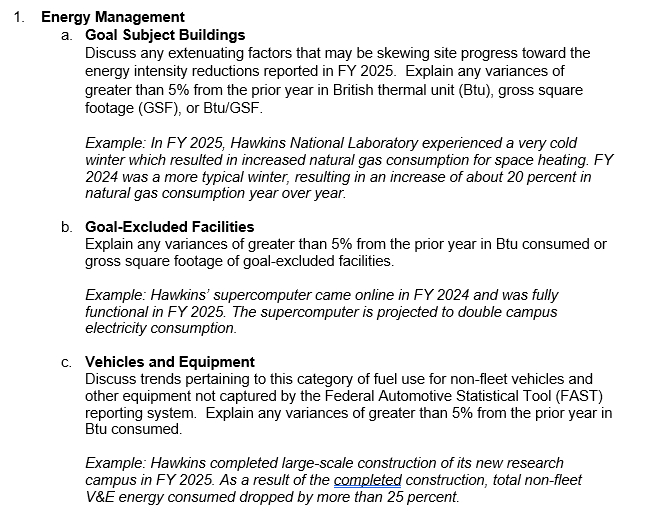 1. Energy Management
a. Goal Subject Buildings
Discuss any extenuating factors that may be skewing site progress toward the
energy intensity reductions reported in FY 2025.  Explain any variances of
greater than 5% from the prior year in British thermal unit (Btu), gross square
footage (GSF), or Btu/GSF.
Example: In FY 2025, Hawkins National Laboratory experienced a very cold
winter which resulted in increased natural gas consumption for space heating. FY
2024 was a more typical winter, resulting in an increase of about 20 percent in
natural gas consumption year over year.
b. Goal-Excluded Facilities
Explain any variances of greater than 5% from the prior year in Btu consumed or
gross square footage of goal-excluded facilities.
Example: Hawkins’ supercomputer came online in FY 2024 and was fully
functional in FY 2025. The supercomputer is projected to double campus
electricity consumption.
c. Vehicles and Equipment
Discuss trends pertaining to this category of fuel use for non-fleet vehicles and
other equipment not captured by the Federal Automotive Statistical Tool (FAST)
reporting system.  Explain any variances of greater than 5% from the prior year in
Btu consumed.
Example: Hawkins completed large-scale construction of its new research
campus in FY 2025. As a result of the completed construction, total non-fleet
V&E energy consumed dropped by more than 25 percent.